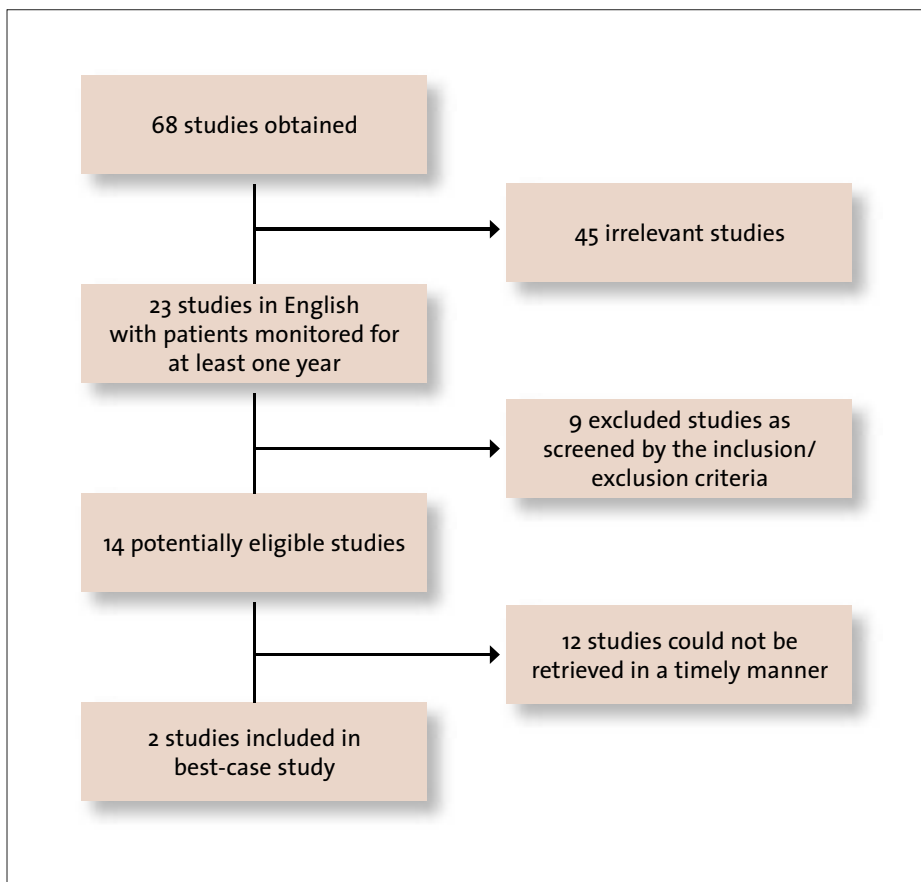 68 studies obtained
45 irrelevant studies
23 studies in English
with patients monitored for
at least one year
9 excluded studies as
screened by the inclusion/
exclusion criteria
14 potentially eligible studies
12 studies could not be
retrieved in a timely manner
2 studies included in
best-case study